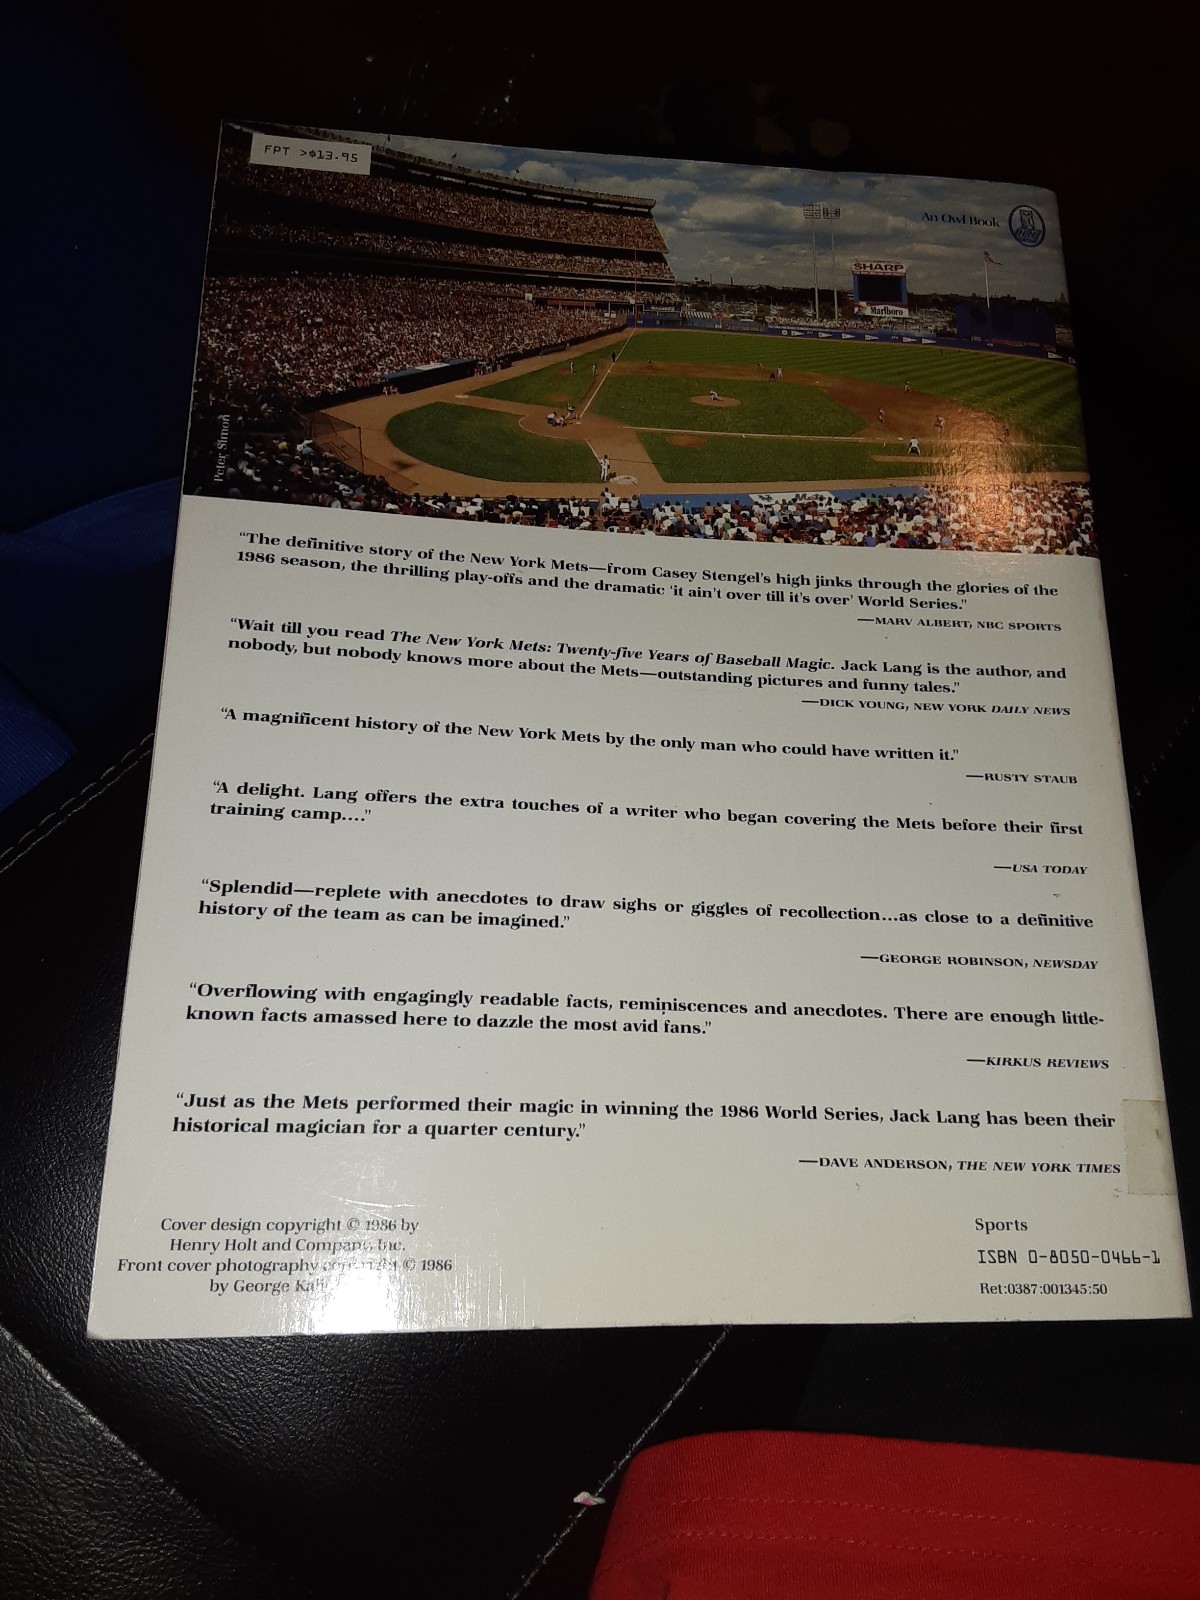 FPT >$13.95
An Owl Book
SHARP
Marlboro
Peter Simon
Mets
“The definitive story of the New York Mets—from Casey Stengel’s high jinks through the glories of the
1986 season, the thrilling play-offs and the dramatic ‘it ain’t over till it’s over’ World Series.”
—MARV ALBERT, NBC SPORTS
“Wait till you read The New York Mets: Twenty-five Years of Baseball Magic. Jack Lang is the author, and
nobody, but nobody knows more about the Mets—outstanding pictures and funny tales.”
—DICK YOUNG, NEW YORK DAILY NEWS
“A magnificent history of the New York Mets by the only man who could have written it.”
—RUSTY STAUB
“A delight. Lang offers the extra touches of a writer who began covering the Mets before their first
training camp....”
—USA TODAY
“Splendid—replete with anecdotes to draw sighs or giggles of recollection...as close to a definitive
history of the team as can be imagined.”
—GEORGE ROBINSON, NEWSDAY
“Overflowing with engagingly readable facts, reminiscences and anecdotes. There are enough little-
known facts amassed here to dazzle the most avid fans.”
—KIRKUS REVIEWS
“Just as the Mets performed their magic in winning the 1986 World Series, Jack Lang has been their
historical magician for a quarter century.”
—DAVE ANDERSON, THE NEW YORK TIMES
Cover design copyright © 1986 by
Henry Holt and Company, Inc.
Front cover photography copyright © 1986
by George
Sports
ISBN 0-8050-0466-1
Ret:0387:001345:50